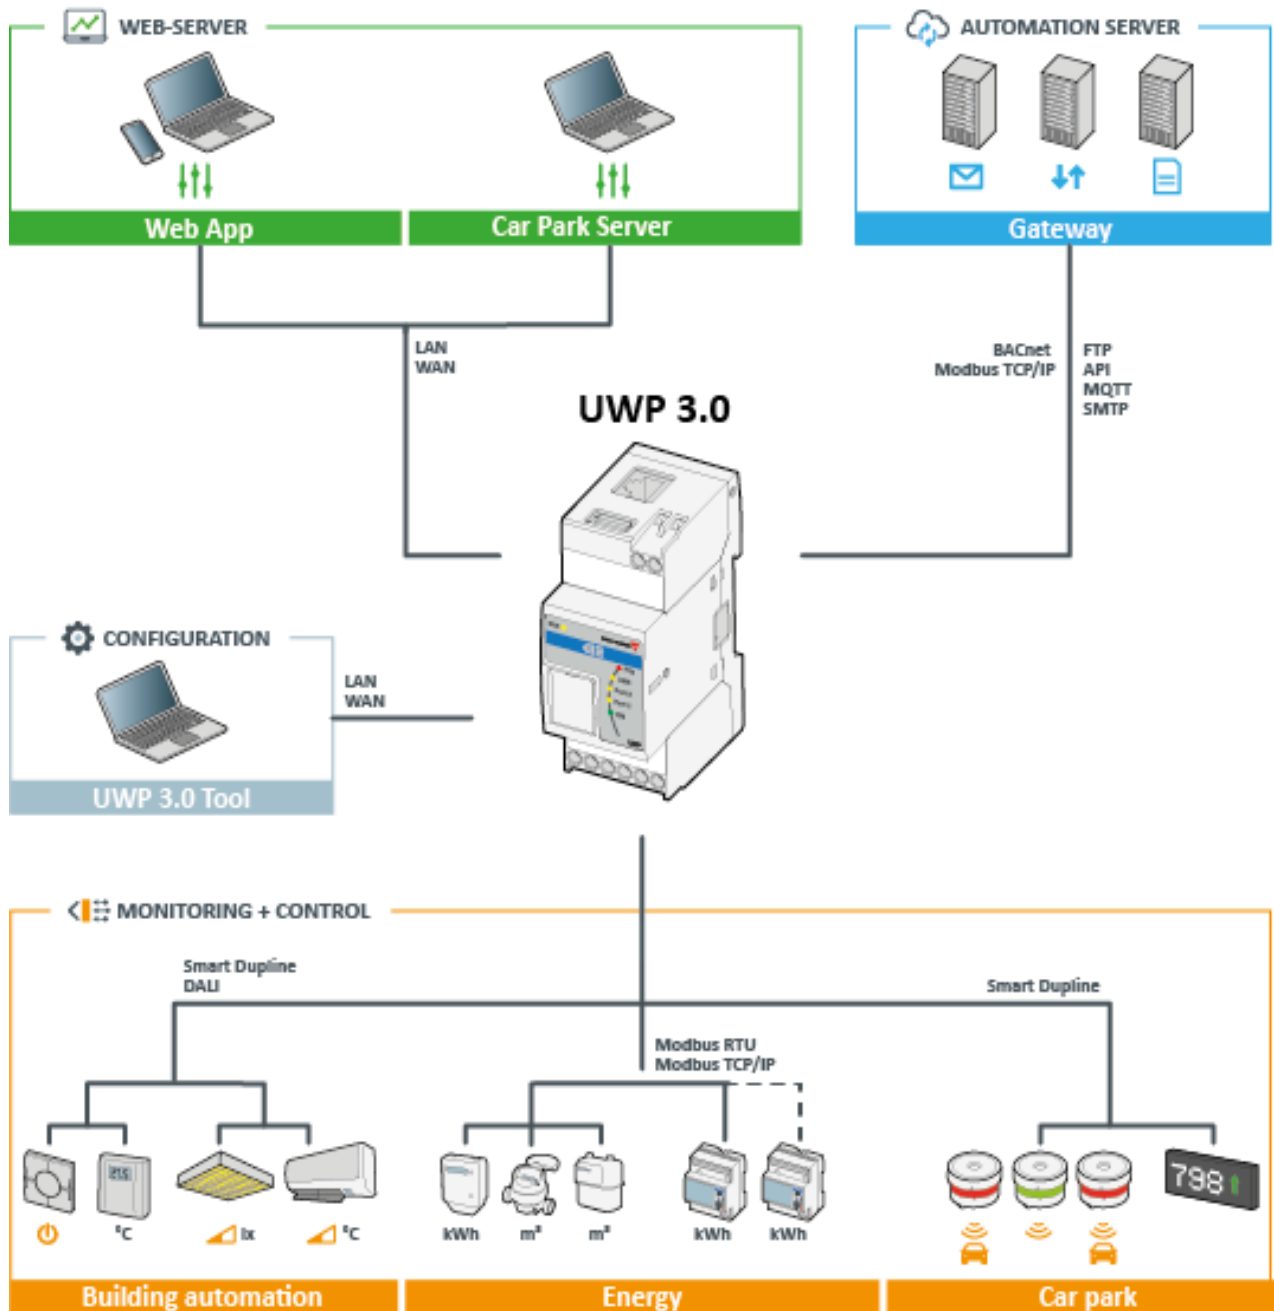 WEB-SERVER
AUTOMATION SERVER
Web App
Car Park Server
Gateway
LAN
WAN
BACnet
Modbus TCP/IP
FTP
API
MQTT
SMTP
UWP 3.0
CONFIGURATION
LAN
WAN
UWP 3.0 Tool
MONITORING + CONTROL
Smart Dupline
DALI
Smart Dupline
Modbus RTU
Modbus TCP/IP
798
°C
lx
°C
kWh
m³
m³
kWh
kWh
Building automation
Energy
Car park